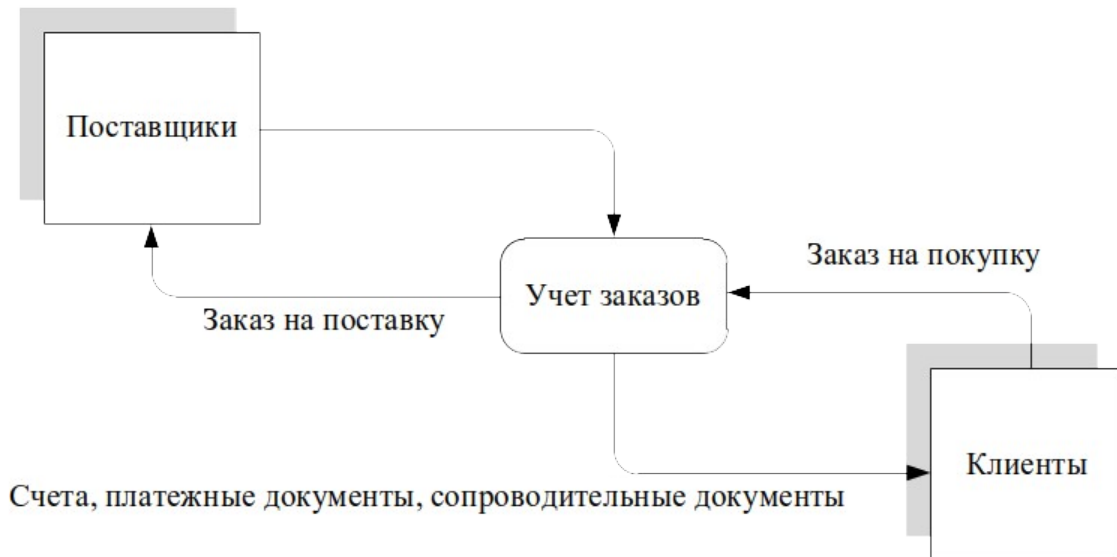 Поставщики
Заказ на покупку
Учет заказов
Заказ на поставку
Клиенты
Счета, платежные документы, сопроводительные документы